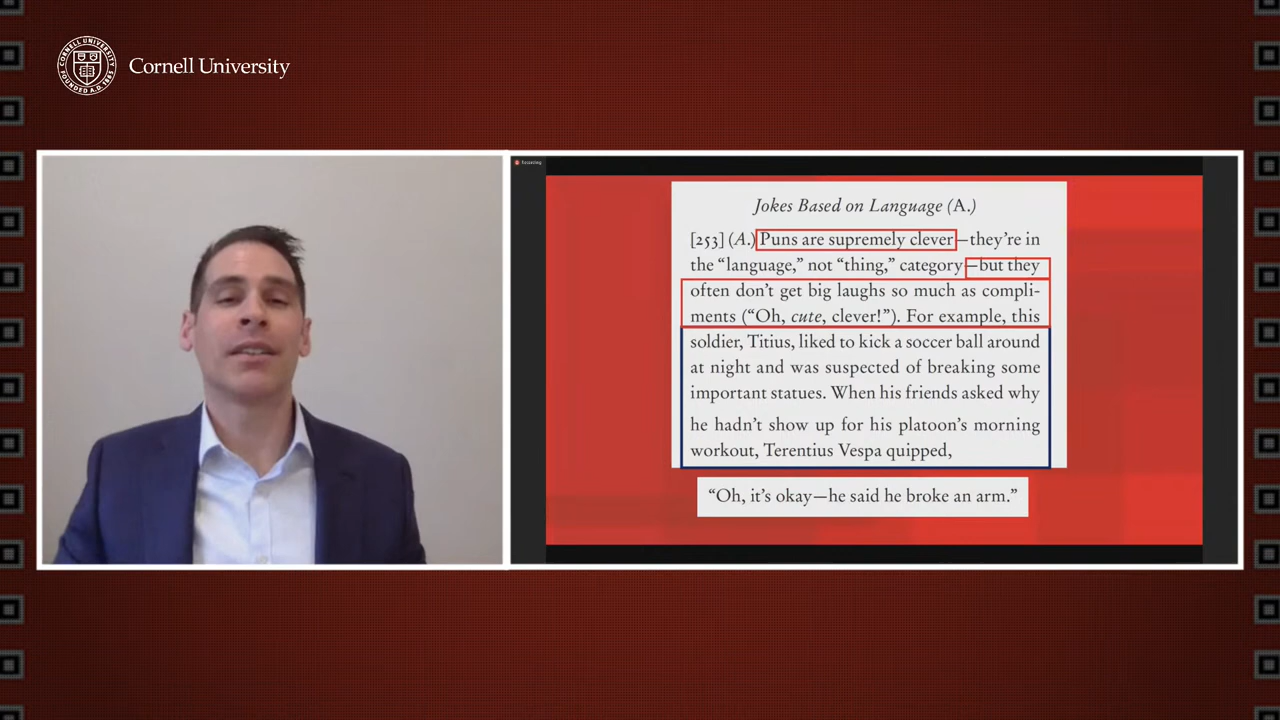 Cornell University
CORNELL UNIVERSITY
FOUNDED A.D. 1865
Jokes Based on Language (A.)
[253] (A.) Puns are supremely clever—they're in
the “language,” not “thing,” category—but they
often don't get big laughs so much as compli-
ments (“Oh, cute, clever!”). For example, this
soldier, Titius, liked to kick a soccer ball around
at night and was suspected of breaking some
important statues. When his friends asked why
he hadn't show up for his platoon's morning
workout, Terentius Vespa quipped,
“Oh, it's okay—he said he broke an arm.”